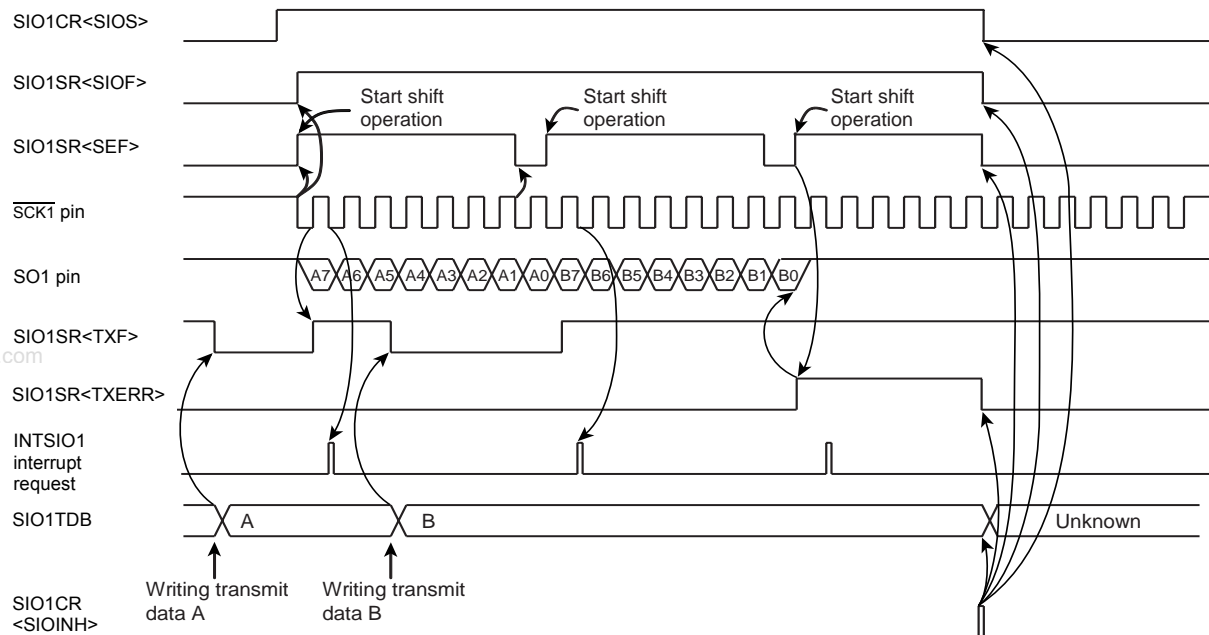 SIO1CR<SIOS>
SIO1SR<SIOF>
Start shift
operation
Start shift
operation
Start shift
operation
SIO1SR<SEF>
SCK1 pin
SO1 pin
A7 A6 A5 A4 A3 A2 A1 A0 B7 B6 B5 B4 B3 B2 B1 B0
SIO1SR<TXF>
.com
SIO1SR<TXERR>
INTSIO1
interrupt
request
SIO1TDB
A
B
Unknown
Writing transmit
data A
Writing transmit
data B
SIO1CR
<SIOINH>